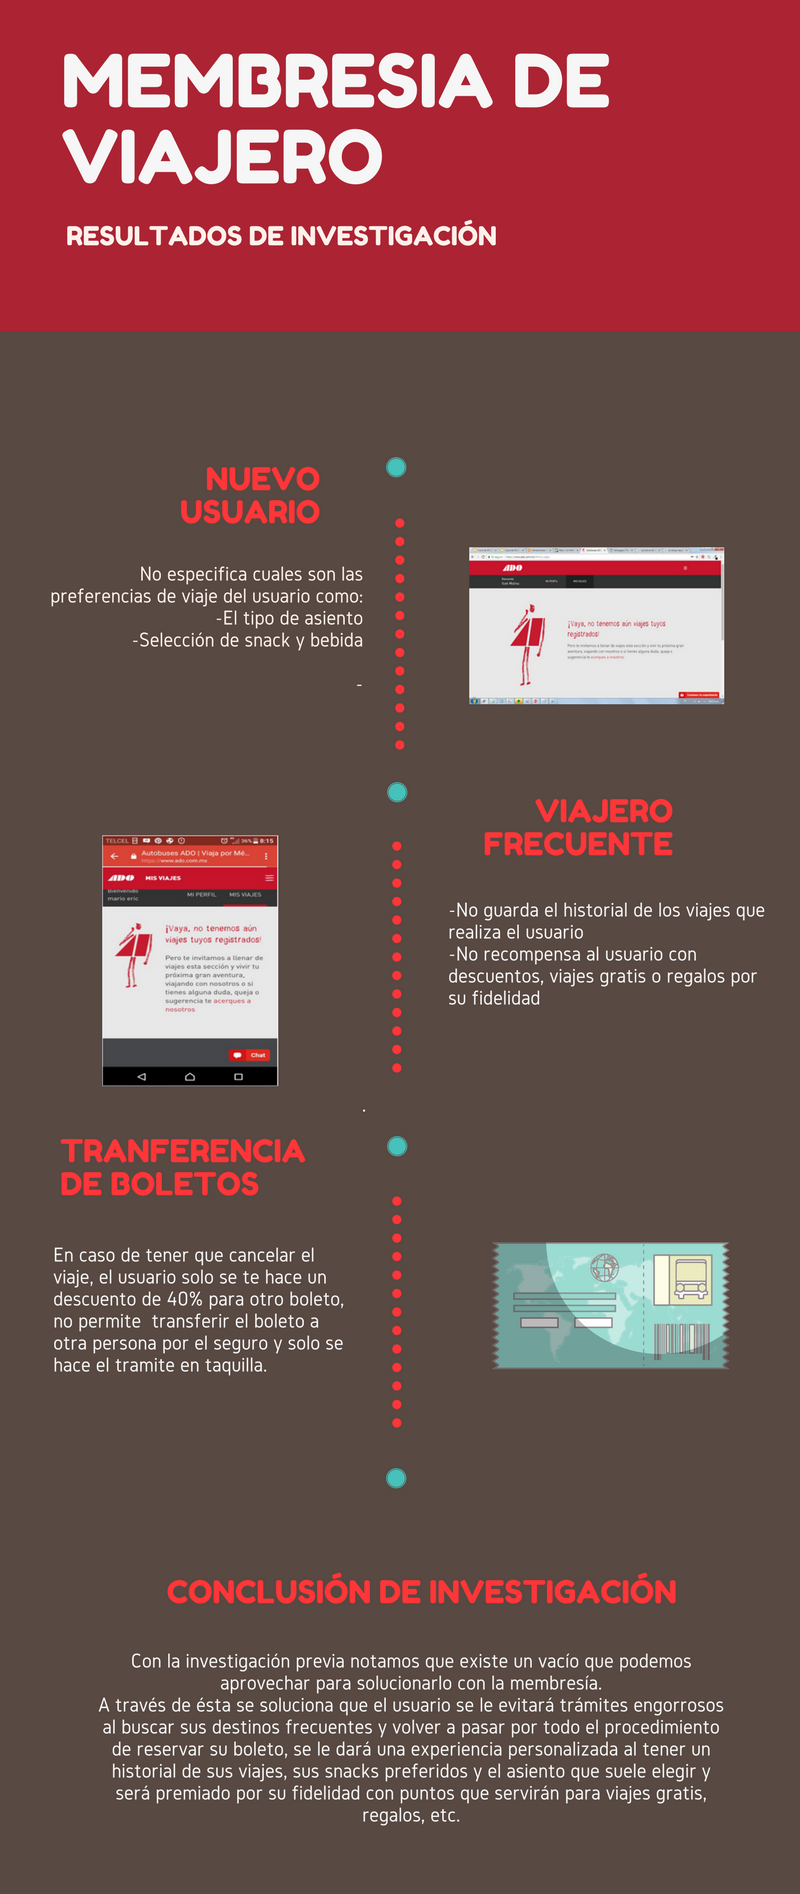 MEMBRESIA DE
VIAJERO
RESULTADOS DE INVESTIGACIÓN
NUEVO
USUARIO
No especifica cuales son las
preferencias de viaje del usuario como:
-El tipo de asiento
-Selección de snack y bebida
-
ADO
MI PERFIL
MIS VIAJES
¡Vaya, no tenemos aún viajes tuyos
registrados!
Pero te invitamos a llenar de viajes esta sección y vivir tu próxima gran
aventura, viajando con nosotros o si tienes alguna duda, queja o
sugerencia te acerques a nosotros
VIAJERO
FRECUENTE
-No guarda el historial de los viajes que
realiza el usuario
-No recompensa al usuario con
descuentos, viajes gratis o regalos por
su fidelidad
TELCEL 36% 8:15
Autobuses ADO | Viaja por Mé...
https://www.ado.com.mx
ADO MIS VIAJES
Bienvenido
mario eric
MI PERFIL MIS VIAJES
¡Vaya, no tenemos aún
viajes tuyos registrados!
Pero te invitamos a llenar de
viajes esta sección y vivir tu
próxima gran aventura,
viajando con nosotros o si
tienes alguna duda, queja o
sugerencia te acerques a
nosotros
Chat
.
TRANFERENCIA
DE BOLETOS
En caso de tener que cancelar el
viaje, el usuario solo se te hace un
descuento de 40% para otro boleto,
no permite  transferir el boleto a
otra persona por el seguro y solo se
hace el tramite en taquilla.
CONCLUSIÓN DE INVESTIGACIÓN
Con la investigación previa notamos que existe un vacío que podemos
aprovechar para solucionarlo con la membresía.
A través de ésta se soluciona que el usuario se le evitará trámites engorrosos
al buscar sus destinos frecuentes y volver a pasar por todo el procedimiento
de reservar su boleto, se le dará una experiencia personalizada al tener un
historial de sus viajes, sus snacks preferidos y el asiento que suele elegir y
será premiado por su fidelidad con puntos que servirán para viajes gratis,
regalos, etc.